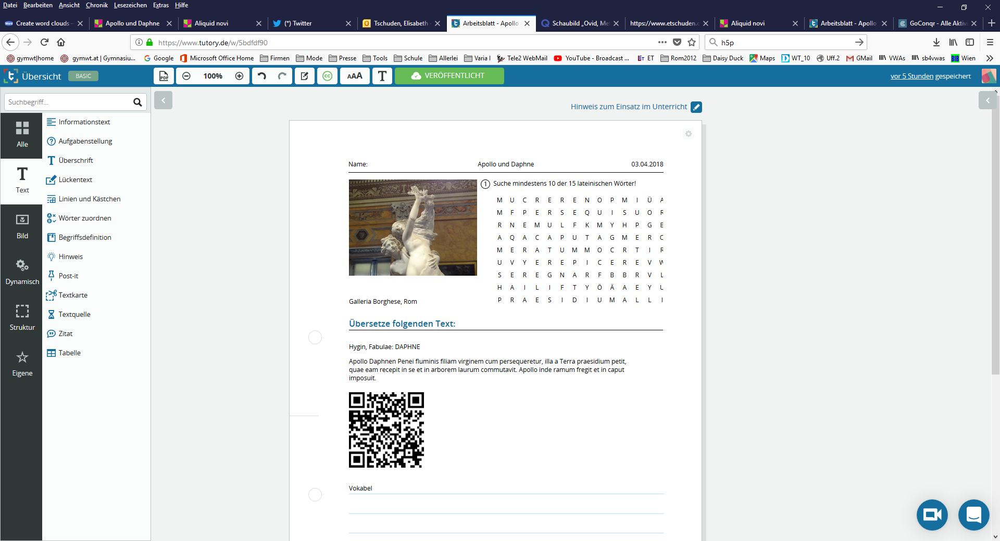 Datei Bearbeiten Ansicht Chronik Lesezeichen Extras Hilfe
Create word clouds Apollo und Daphne Aliquid novi (*) Twitter Tschuden, Elisabeth Arbeitsblatt - Apollo Schaubild „Ovid, Me https://www.etschuden.c Aliquid novi Arbeitsblatt - Apollo GoConqr - Alle Aktiv
https://www.tutory.de/w/5bdfdf90 h5p
gymwt|home gymwt.at | Gymnasiu... Google Microsoft Office Home Firmen Mode Presse Tools Schule Allerlei Varia I Tele2 WebMail YouTube - Broadcast ... ET Rom2012 Daisy Duck Maps WT_10 Uff.2 GMail VWAs sb4vwas BIB Wien
Übersicht BASIC PDF 100% cc AAA T VERÖFFENTLICHT vor 5 Stunden gespeichert
Suchbegriff...
Hinweis zum Einsatz im Unterricht
Alle
Text
Bild
Dynamisch
Struktur
Eigene
Informationstext
Aufgabenstellung
Überschrift
Lückentext
Linien und Kästchen
Wörter zuordnen
Begriffsdefinition
Hinweis
Post-it
Textkarte
Textquelle
Zitat
Tabelle
Name: Apollo und Daphne 03.04.2018
1 Suche mindestens 10 der 15 lateinischen Wörter!
M U C R E R E N O P M I Ü A
M F P E R S E Q U I S U O R
R N E M U L F K M Y H P G E
A Q A C A P U T A G M E R C
M E R A T U M M O C R T I R
U V Y E R E P I C E R E V W
S E R E G N A R F B B R V L
H A I L I F T Y Ö Ä A E Y U
P R A E S I D I U M A L L I
Galleria Borghese, Rom
Übersetze folgenden Text:
Hygin, Fabulae: DAPHNE
Apollo Daphnen Penei fluminis filiam virginem cum persequeretur, illa a Terra praesidium petit,
quae eam recepit in se et in arborem laurum commutavit. Apollo inde ramum fregit et in caput
imposuit.
Vokabel